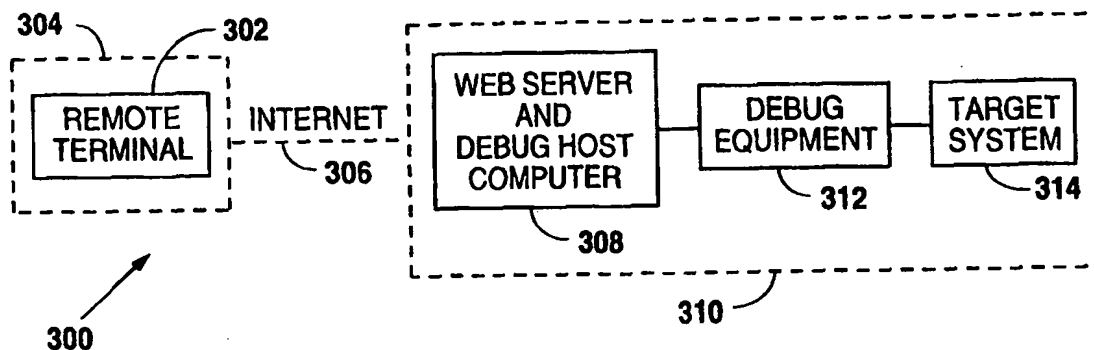 304
302
REMOTE
TERMINAL
INTERNET
306
WEB SERVER
AND
DEBUG HOST
COMPUTER
308
DEBUG
EQUIPMENT
312
TARGET
SYSTEM
314
310
300